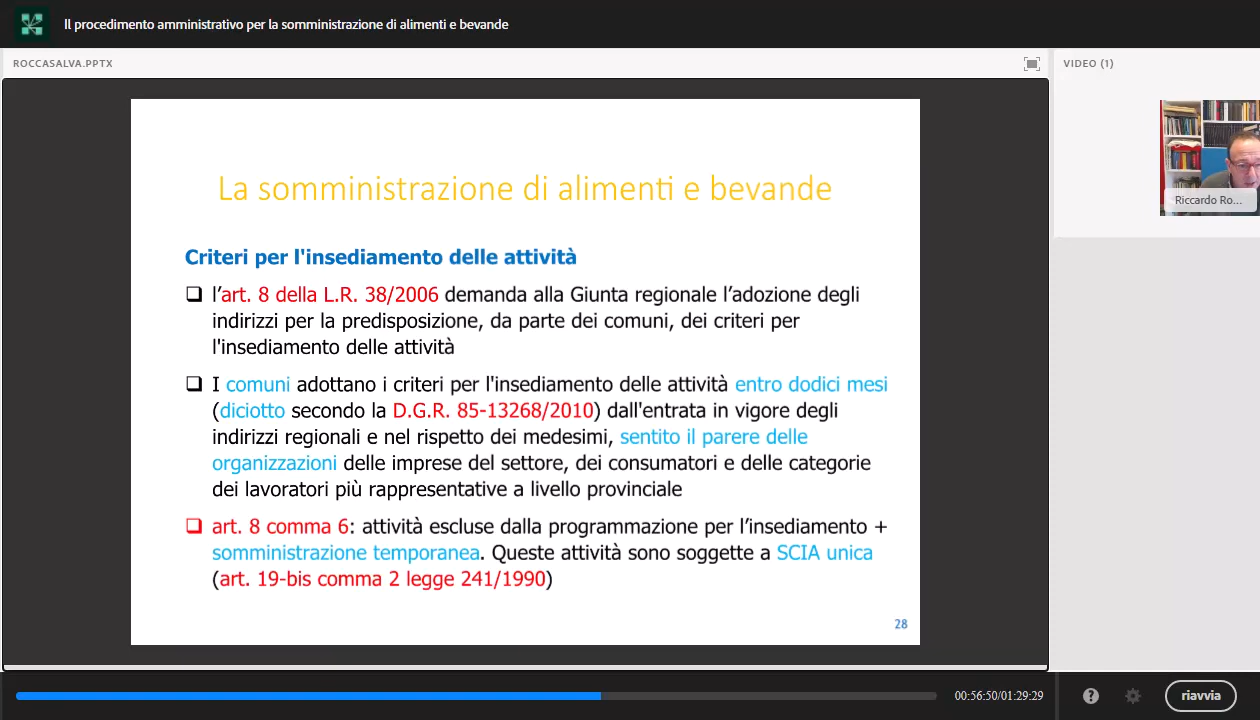 Il procedimento amministrativo per la somministrazione di alimenti e bevande
ROCCASALVA.PPTX
VIDEO (1)
La somministrazione di alimenti e bevande
Criteri per l'insediamento delle attività
l'art. 8 della L.R. 38/2006 demanda alla Giunta regionale l'adozione degli
indirizzi per la predisposizione, da parte dei comuni, dei criteri per
l'insediamento delle attività
I comuni adottano i criteri per l'insediamento delle attività entro dodici mesi
(diciotto secondo la D.G.R. 85-13268/2010) dall'entrata in vigore degli
indirizzi regionali e nel rispetto dei medesimi, sentito il parere delle
organizzazioni delle imprese del settore, dei consumatori e delle categorie
dei lavoratori più rappresentative a livello provinciale
art. 8 comma 6: attività escluse dalla programmazione per l'insediamento +
somministrazione temporanea. Queste attività sono soggette a SCIA unica
(art. 19-bis comma 2 legge 241/1990)
28
Riccardo Ro...
00:56:50/01:29:29
riavvia